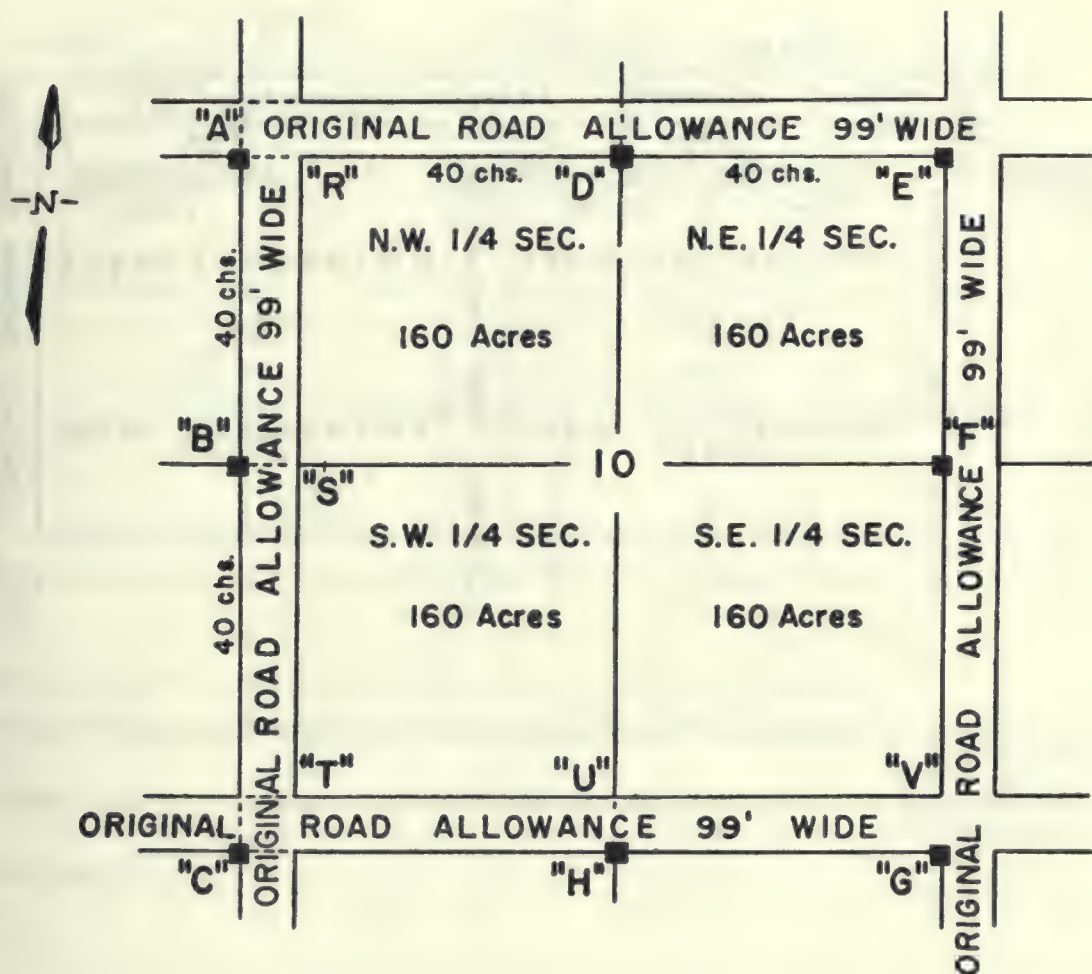 "A" ORIGINAL ROAD ALLOWANCE 99' WIDE
"R" 40 chs. "D" 40 chs. "E"
-N-
N.W. 1/4 SEC. N.E. 1/4 SEC.
40 chs.
160 Acres 160 Acres
"B" "F"
"S" 10
S.W. 1/4 SEC. S.E. 1/4 SEC.
40 chs.
160 Acres 160 Acres
ORIGINAL ROAD ALLOWANCE 99' WIDE
ORIGINAL ROAD ALLOWANCE 99' WIDE
"T" "U" "V"
ORIGINAL ROAD ALLOWANCE 99' WIDE
"C" "H" "G"